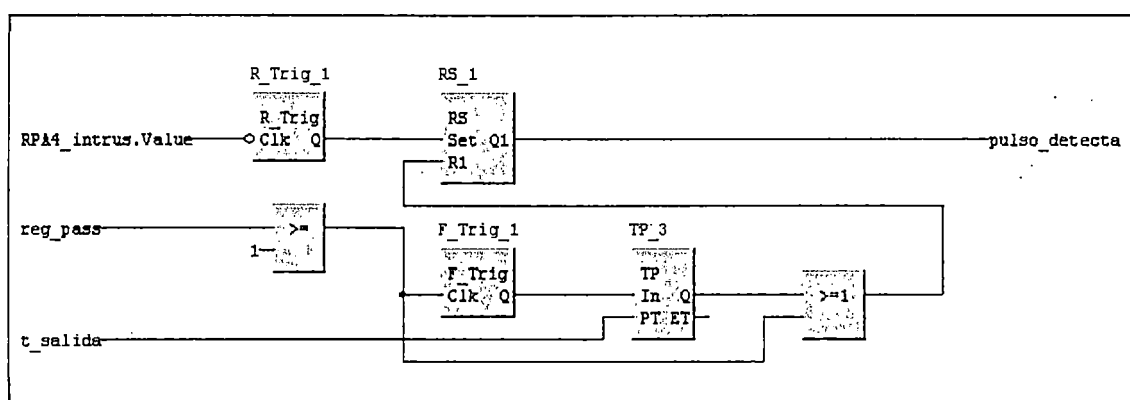 R_Trig_1
RS_1
R_Trig
RPA4_intrus.Value
Clk Q
RS
Set Q1
R1
pulso_detecta
reg_pass
>=
1
F_Trig_1
TP_3
F_Trig
Clk Q
TP
In Q
PT ET
>=1
t_salida